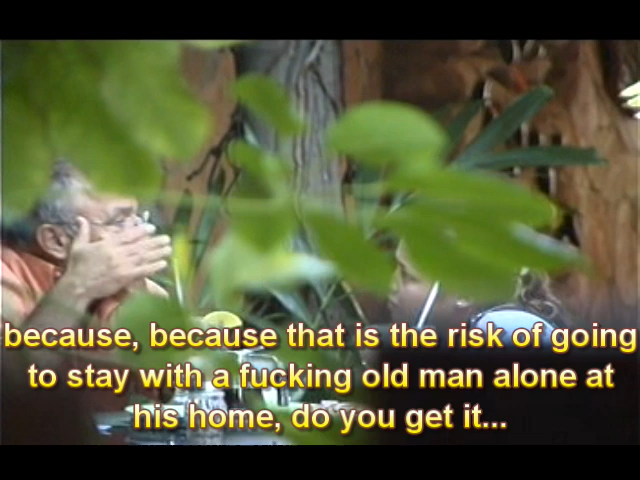 because, because that is the risk of going
to stay with a fucking old man alone at
his home, do you get it...